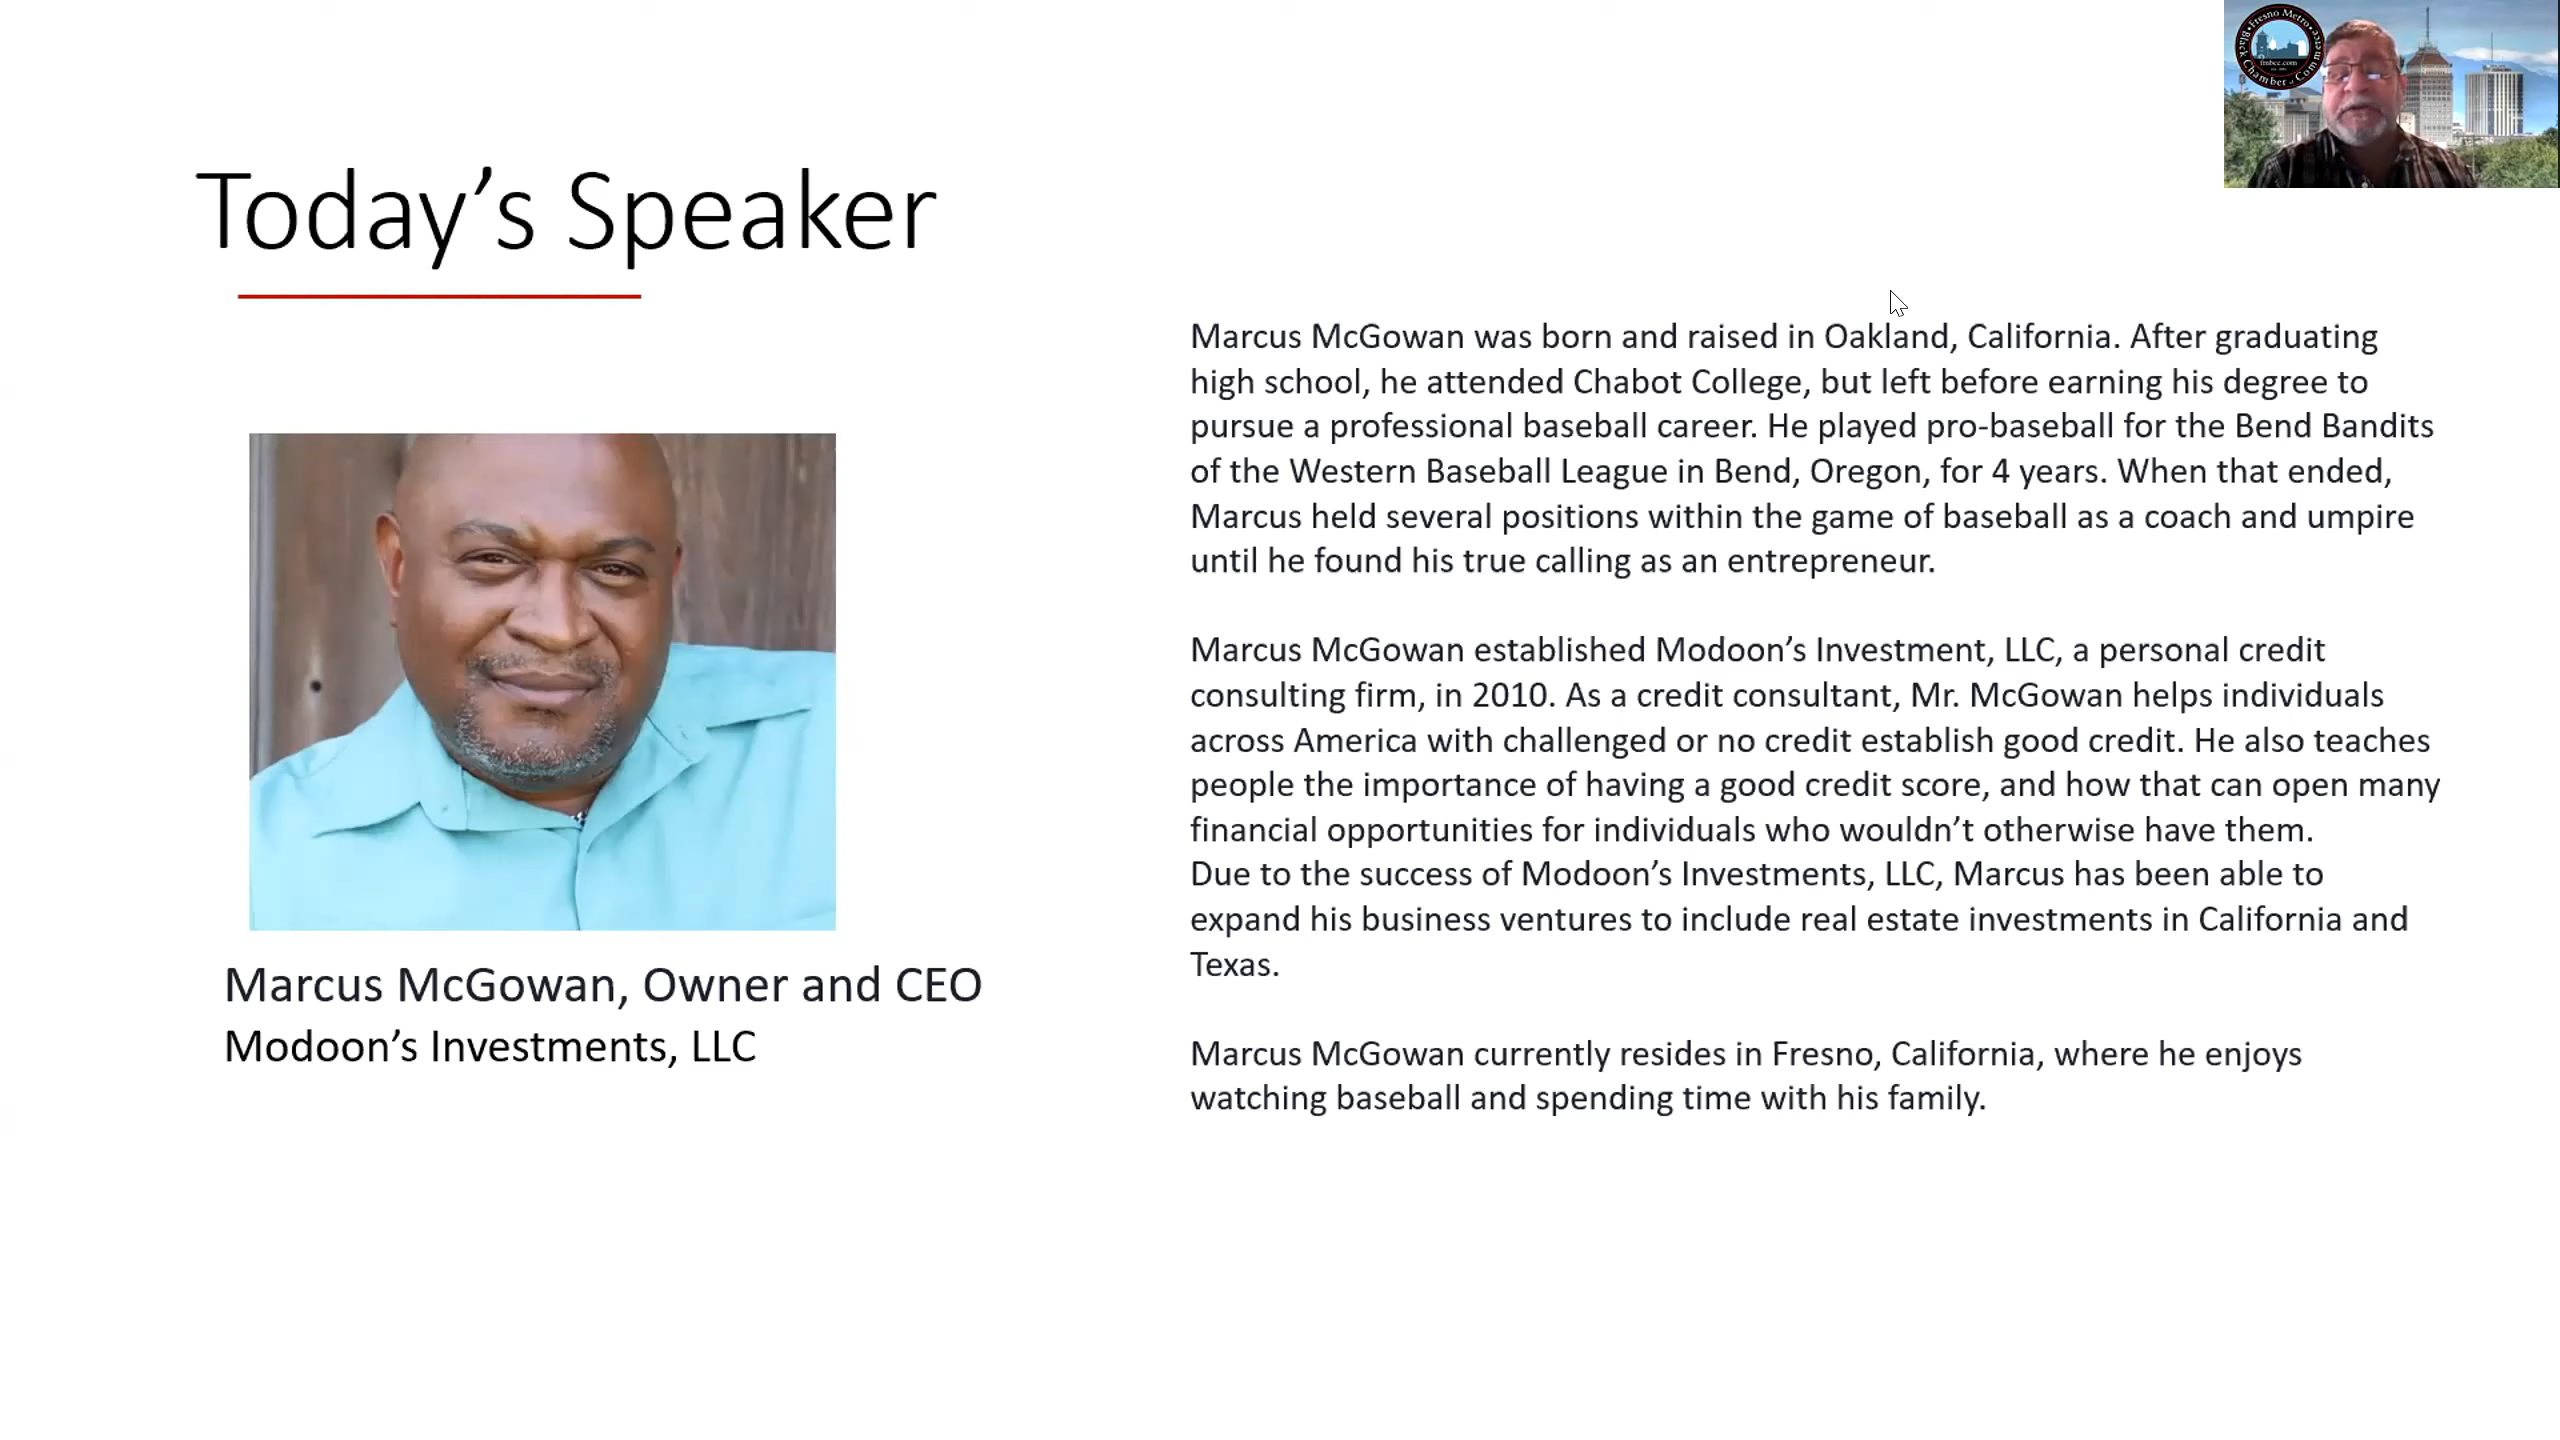 Fresno Metro
Black Chamber of Commerce
fmbcc.com
Today’s Speaker
Marcus McGowan was born and raised in Oakland, California. After graduating
high school, he attended Chabot College, but left before earning his degree to
pursue a professional baseball career. He played pro-baseball for the Bend Bandits
of the Western Baseball League in Bend, Oregon, for 4 years. When that ended,
Marcus held several positions within the game of baseball as a coach and umpire
until he found his true calling as an entrepreneur.
Marcus McGowan established Modoon’s Investment, LLC, a personal credit
consulting firm, in 2010. As a credit consultant, Mr. McGowan helps individuals
across America with challenged or no credit establish good credit. He also teaches
people the importance of having a good credit score, and how that can open many
financial opportunities for individuals who wouldn’t otherwise have them.
Due to the success of Modoon’s Investments, LLC, Marcus has been able to
expand his business ventures to include real estate investments in California and
Texas.
Marcus McGowan currently resides in Fresno, California, where he enjoys
watching baseball and spending time with his family.
Marcus McGowan, Owner and CEO
Modoon’s Investments, LLC